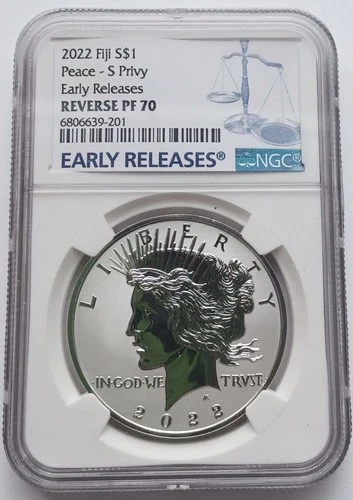 2022 Fiji S$1
Peace - S Privy
Early Releases
REVERSE PF 70
6806639-201
EARLY RELEASES®
NGC®
LIBERTY
IN·GOD·WE TRVST
2022